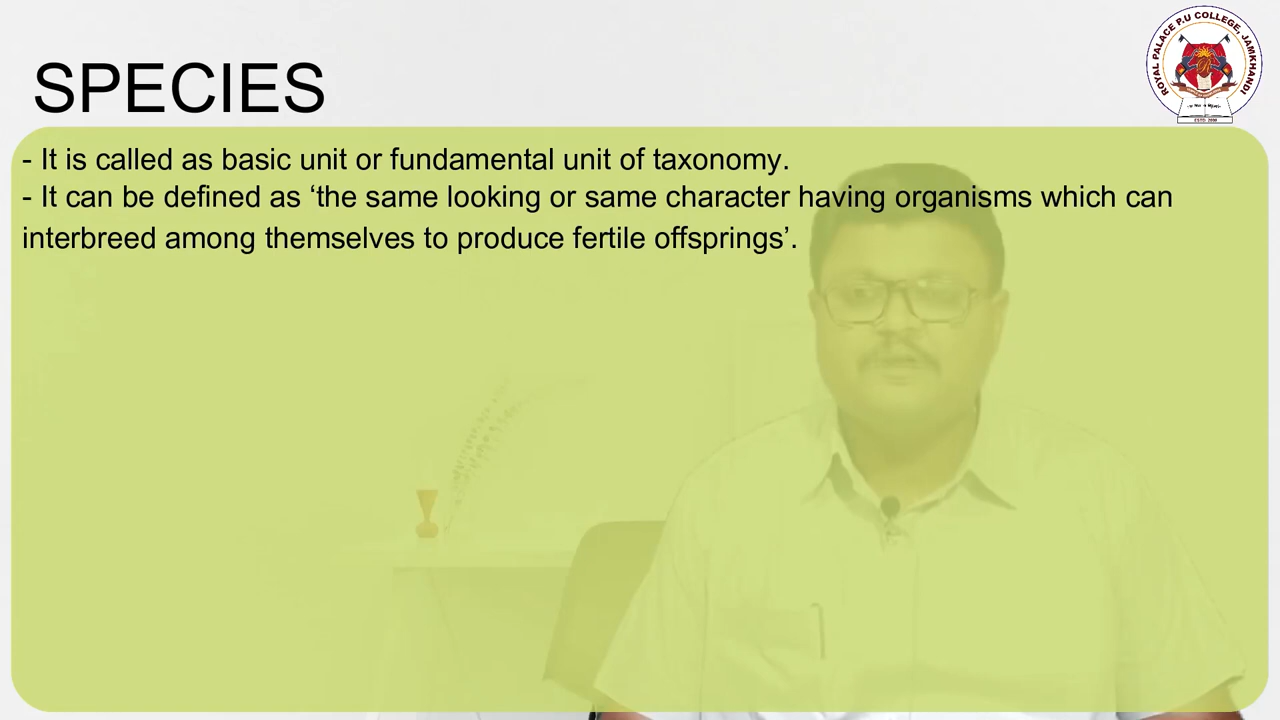 SPECIES
ROYAL PALACE P.U COLLEGE, JAMKHANDI
ESTD. 2000
- It is called as basic unit or fundamental unit of taxonomy.
- It can be defined as ‘the same looking or same character having organisms which can
interbreed among themselves to produce fertile offsprings’.